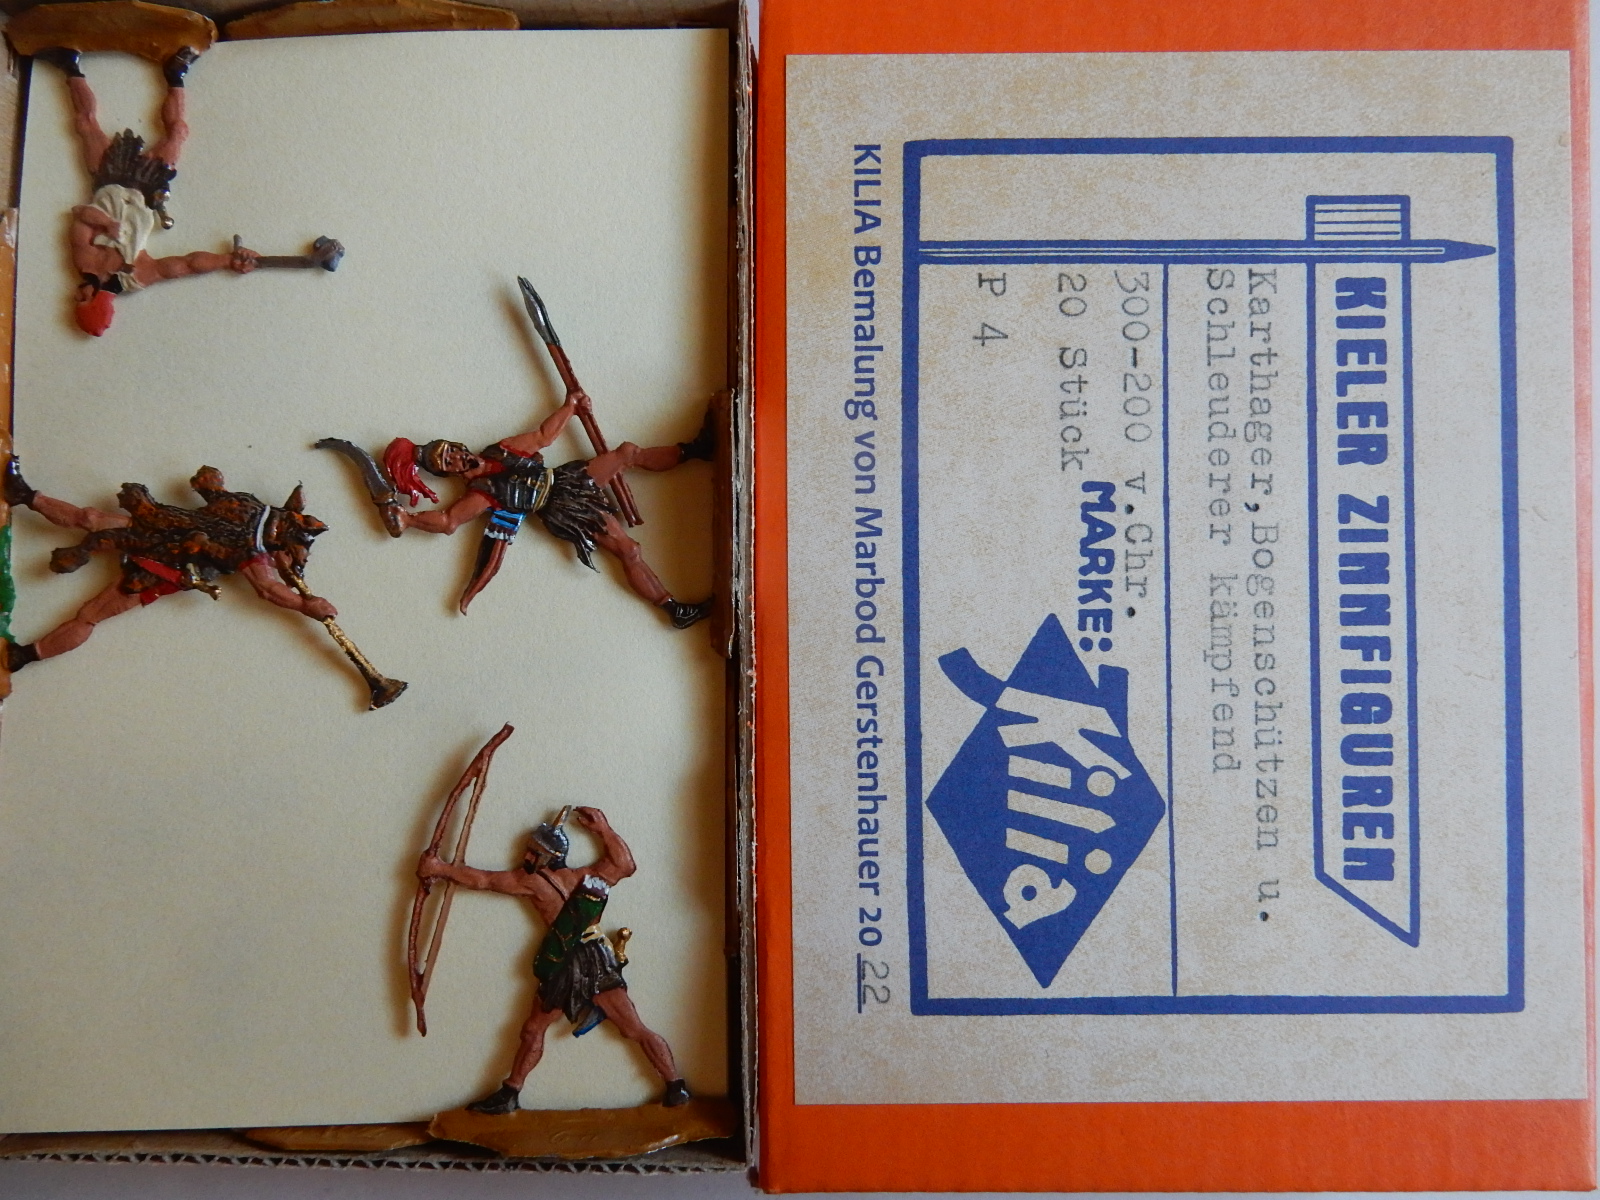 KIELER ZINNFIGUREN
Karthager,Bogenschützen u.
Schleuderer kämpfend
300-200 v.Chr.
20 Stück
MARKE:
Kilia
P 4
KILIA Bemalung von Marbod Gerstenhauer 2022